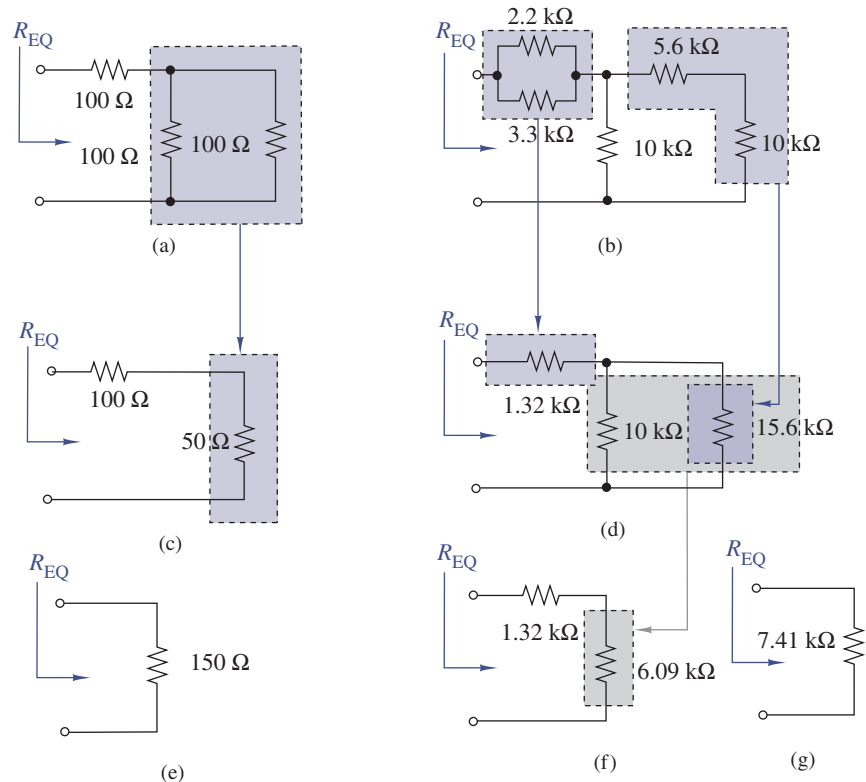 R_EQ
100 Ω
100 Ω 100 Ω
(a)
R_EQ
2.2 kΩ
3.3 kΩ
5.6 kΩ
10 kΩ
10 kΩ
(b)
R_EQ
100 Ω
50 Ω
(c)
R_EQ
1.32 kΩ
10 kΩ
15.6 kΩ
(d)
R_EQ
150 Ω
(e)
R_EQ
1.32 kΩ
6.09 kΩ
(f)
R_EQ
7.41 kΩ
(g)